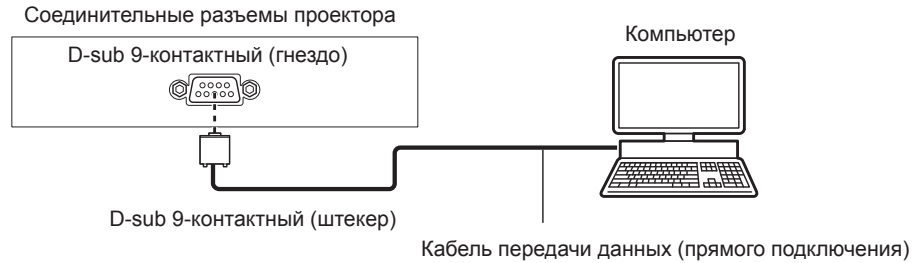 Соединительные разъемы проектора
D-sub 9-контактный (гнездо)
Компьютер
D-sub 9-контактный (штекер)
Кабель передачи данных (прямого подключения)